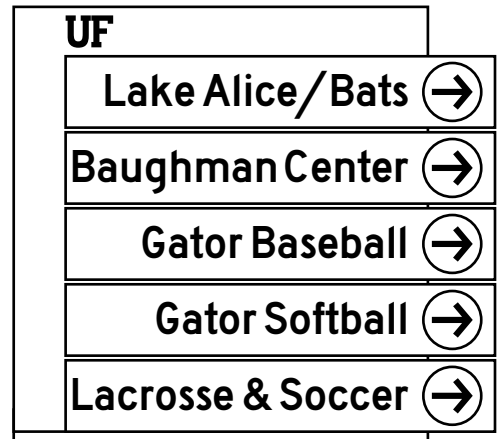 UF
Lake Alice/Bats
Baughman Center
Gator Baseball
Gator Softball
Lacrosse & Soccer